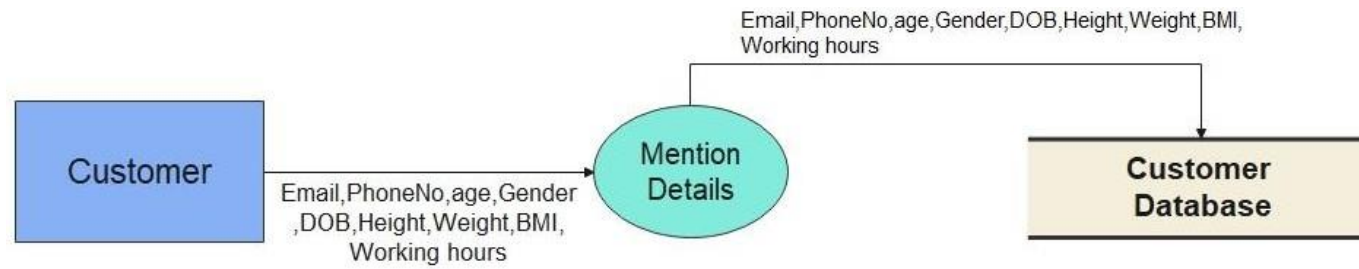 Email,PhoneNo,age,Gender,DOB,Height,Weight,BMI,
Working hours
Customer
Email,PhoneNo,age,Gender
,DOB,Height,Weight,BMI,
Working hours
Mention
Details
Customer
Database